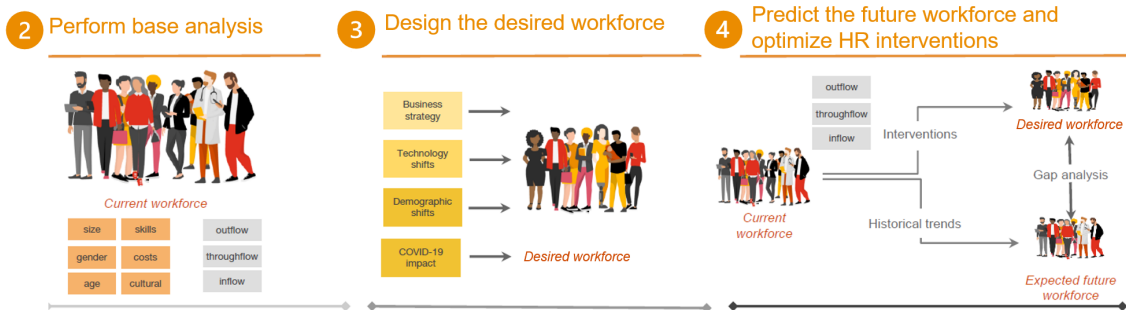 2 Perform base analysis
Current workforce
size
skills
outflow
gender
costs
throughflow
age
cultural
inflow
3 Design the desired workforce
Business
strategy
Technology
shifts
Demographic
shifts
COVID-19
impact
Desired workforce
4 Predict the future workforce and
optimize HR interventions
outflow
throughflow
inflow
Interventions
Desired workforce
Current
workforce
Gap analysis
Historical trends
Expected future
workforce